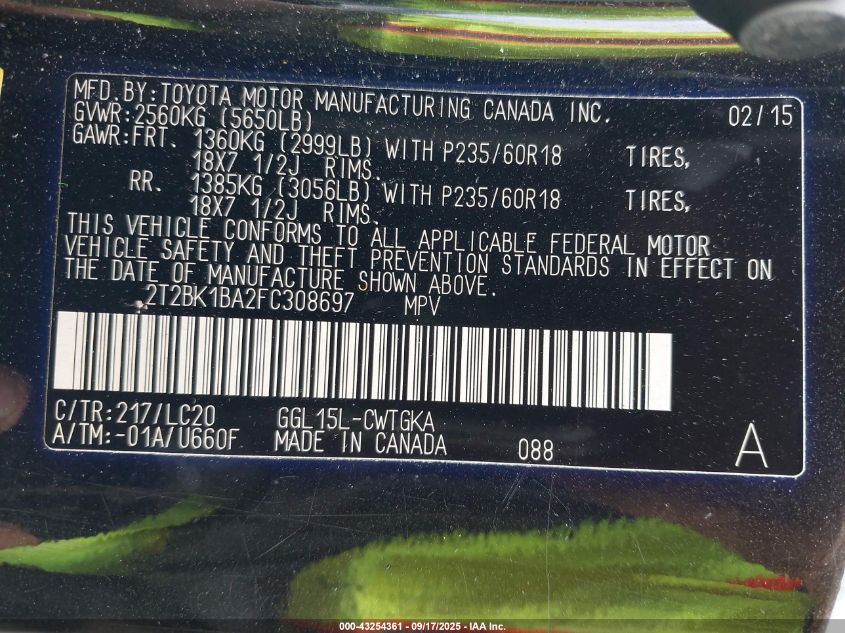 MFD. BY: TOYOTA MOTOR MANUFACTURING CANADA INC. 02/15
GVWR: 2560KG (5650LB)
GAWR: FRT. 1360KG (2999LB) WITH P235/60R18 TIRES,
18X7 1/2J RIMS.
RR. 1385KG (3056LB) WITH P235/60R18 TIRES,
18X7 1/2J RIMS.
THIS VEHICLE CONFORMS TO ALL APPLICABLE FEDERAL MOTOR
VEHICLE SAFETY AND THEFT PREVENTION STANDARDS IN EFFECT ON
THE DATE OF MANUFACTURE SHOWN ABOVE.
2T2BK1BA2FC308697 MPV
C/TR: 217/LC20 GGL15L-CWTGKA
A/TM: -01A/U660F MADE IN CANADA 088 A
000-43254361 - 09/17/2025 - IAA Inc.